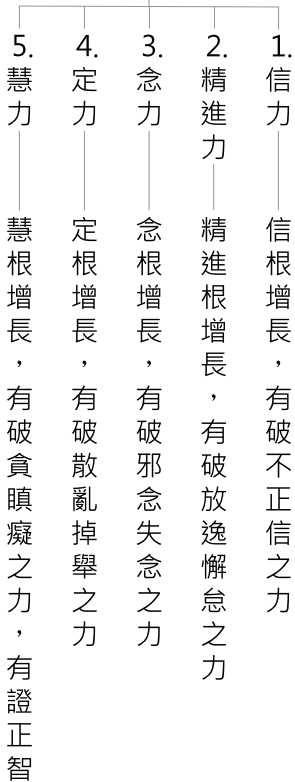 1. 信力 信根增長，有破不正信之力
2. 精進力 精進根增長，有破放逸懈怠之力
3. 念力 念根增長，有破邪念失念之力
4. 定力 定根增長，有破散亂掉舉之力
5. 慧力 慧根增長，有破貪瞋癡之力，有證正智